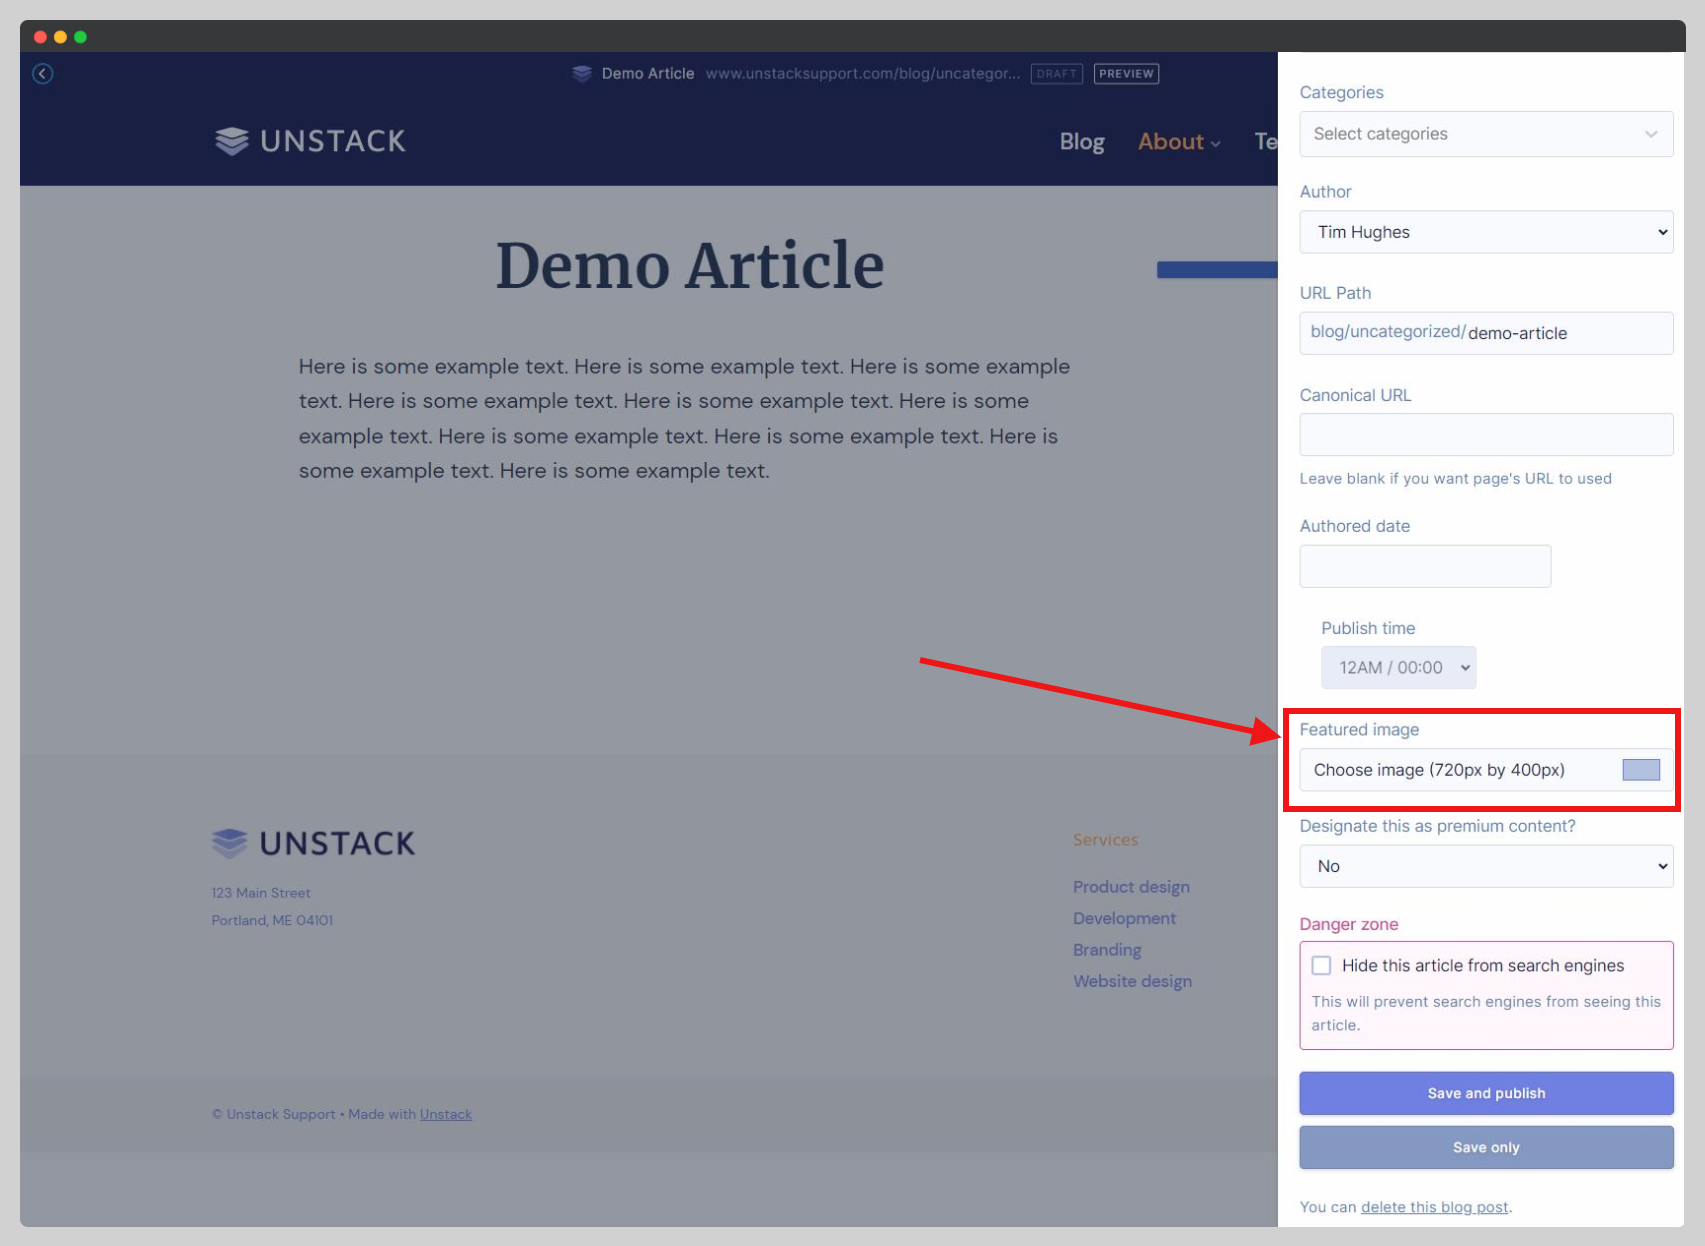 Demo Article www.unstacksupport.com/blog/uncategor... DRAFT PREVIEW
UNSTACK
Blog About Te
Demo Article
Here is some example text. Here is some example text. Here is some example
text. Here is some example text. Here is some example text. Here is some
example text. Here is some example text. Here is some example text. Here is
some example text. Here is some example text.
UNSTACK
123 Main Street
Portland, ME 04101
Services
Product design
Development
Branding
Website design
© Unstack Support • Made with Unstack
Categories
Select categories
Author
Tim Hughes
URL Path
blog/uncategorized/demo-article
Canonical URL
Leave blank if you want page's URL to used
Authored date
Publish time
12AM / 00:00
Featured image
Choose image (720px by 400px)
Designate this as premium content?
No
Danger zone
Hide this article from search engines
This will prevent search engines from seeing this
article.
Save and publish
Save only
You can delete this blog post.